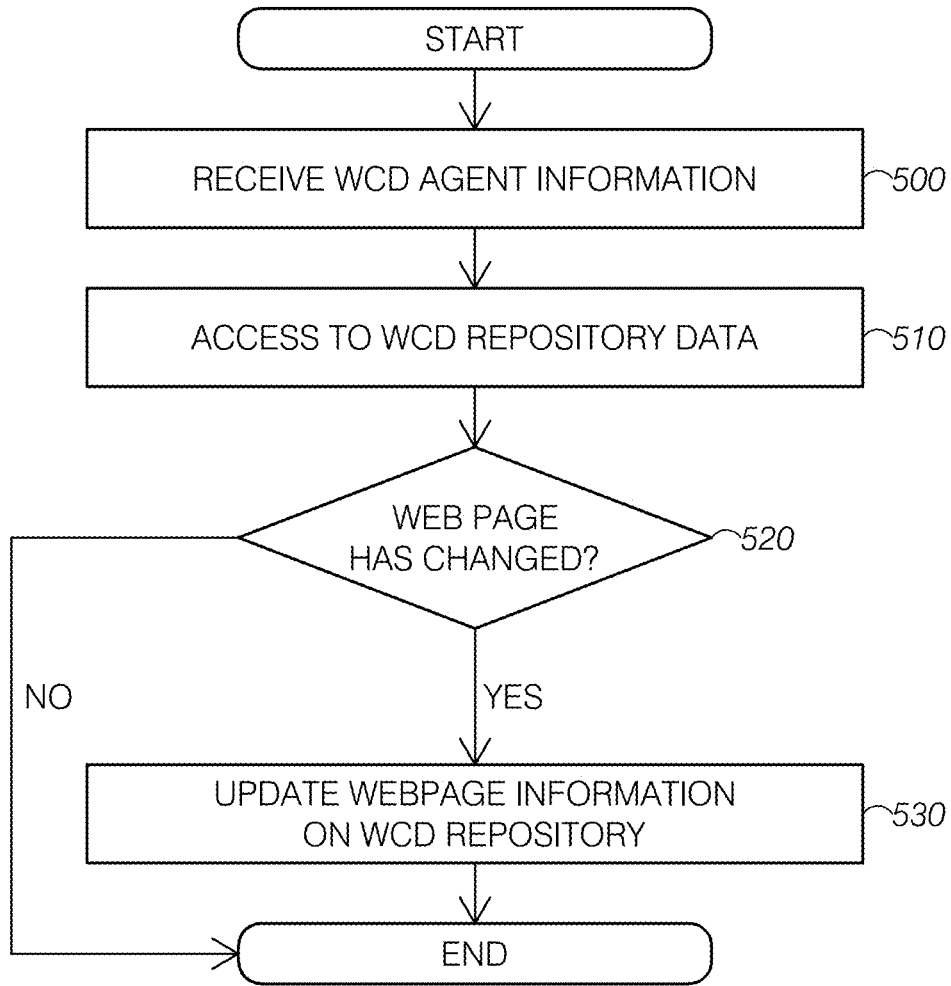 START
RECEIVE WCD AGENT INFORMATION
500
ACCESS TO WCD REPOSITORY DATA
510
WEB PAGE
HAS CHANGED?
520
NO
YES
UPDATE WEBPAGE INFORMATION
ON WCD REPOSITORY
530
END